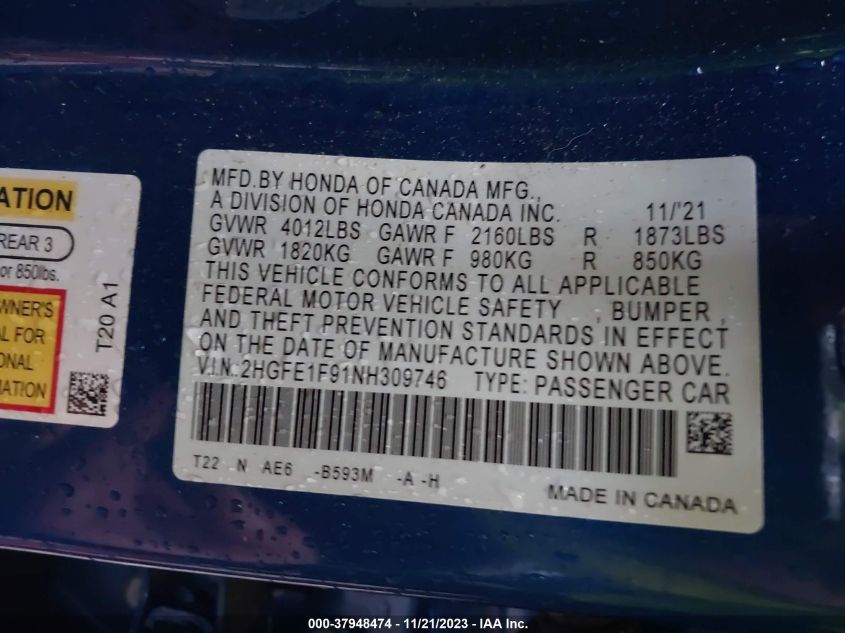 ATION
REAR 3
or 850lbs.
OWNER'S
AL FOR
ONAL
MATION
T20 A1
MFD.BY HONDA OF CANADA MFG.,
A DIVISION OF HONDA CANADA INC. 11/'21
GVWR 4012LBS GAWR F 2160LBS R 1873LBS
GVWR 1820KG GAWR F 980KG R 850KG
THIS VEHICLE CONFORMS TO ALL APPLICABLE
FEDERAL MOTOR VEHICLE SAFETY , BUMPER ,
AND THEFT PREVENTION STANDARDS IN EFFECT
ON THE DATE OF MANUFACTURE SHOWN ABOVE.
V.I.N.:2HGFE1F91NH309746 TYPE: PASSENGER CAR
T22 N AE6 -B593M -A -H
MADE IN CANADA
000-37948474 - 11/21/2023 - IAA Inc.